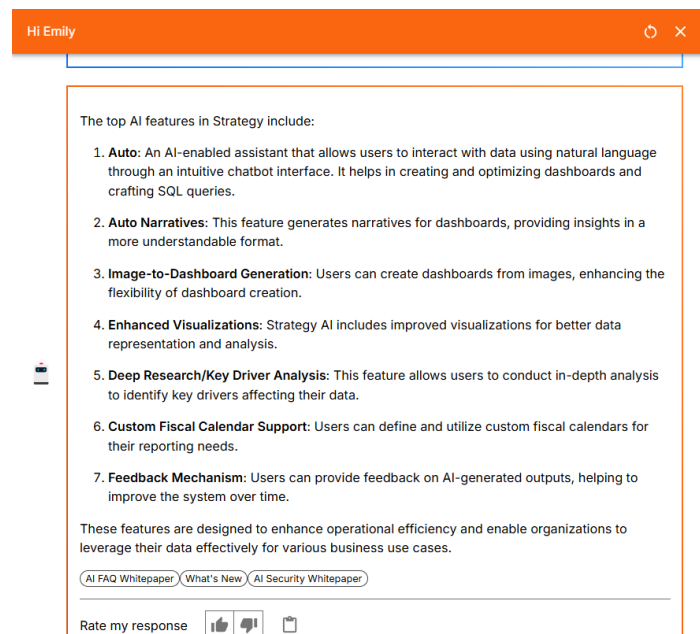 Hi Emily
The top AI features in Strategy include:
1. Auto: An AI-enabled assistant that allows users to interact with data using natural language
through an intuitive chatbot interface. It helps in creating and optimizing dashboards and
crafting SQL queries.
2. Auto Narratives: This feature generates narratives for dashboards, providing insights in a
more understandable format.
3. Image-to-Dashboard Generation: Users can create dashboards from images, enhancing the
flexibility of dashboard creation.
4. Enhanced Visualizations: Strategy AI includes improved visualizations for better data
representation and analysis.
5. Deep Research/Key Driver Analysis: This feature allows users to conduct in-depth analysis
to identify key drivers affecting their data.
6. Custom Fiscal Calendar Support: Users can define and utilize custom fiscal calendars for
their reporting needs.
7. Feedback Mechanism: Users can provide feedback on AI-generated outputs, helping to
improve the system over time.
These features are designed to enhance operational efficiency and enable organizations to
leverage their data effectively for various business use cases.
AI FAQ Whitepaper What's New AI Security Whitepaper
Rate my response